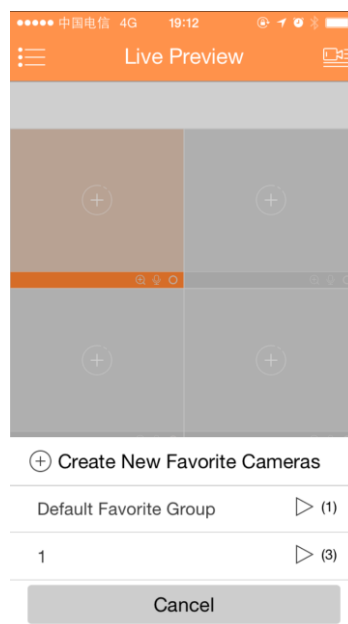 中国电信 4G 19:12
Live Preview
Create New Favorite Cameras
Default Favorite Group (1)
1 (3)
Cancel